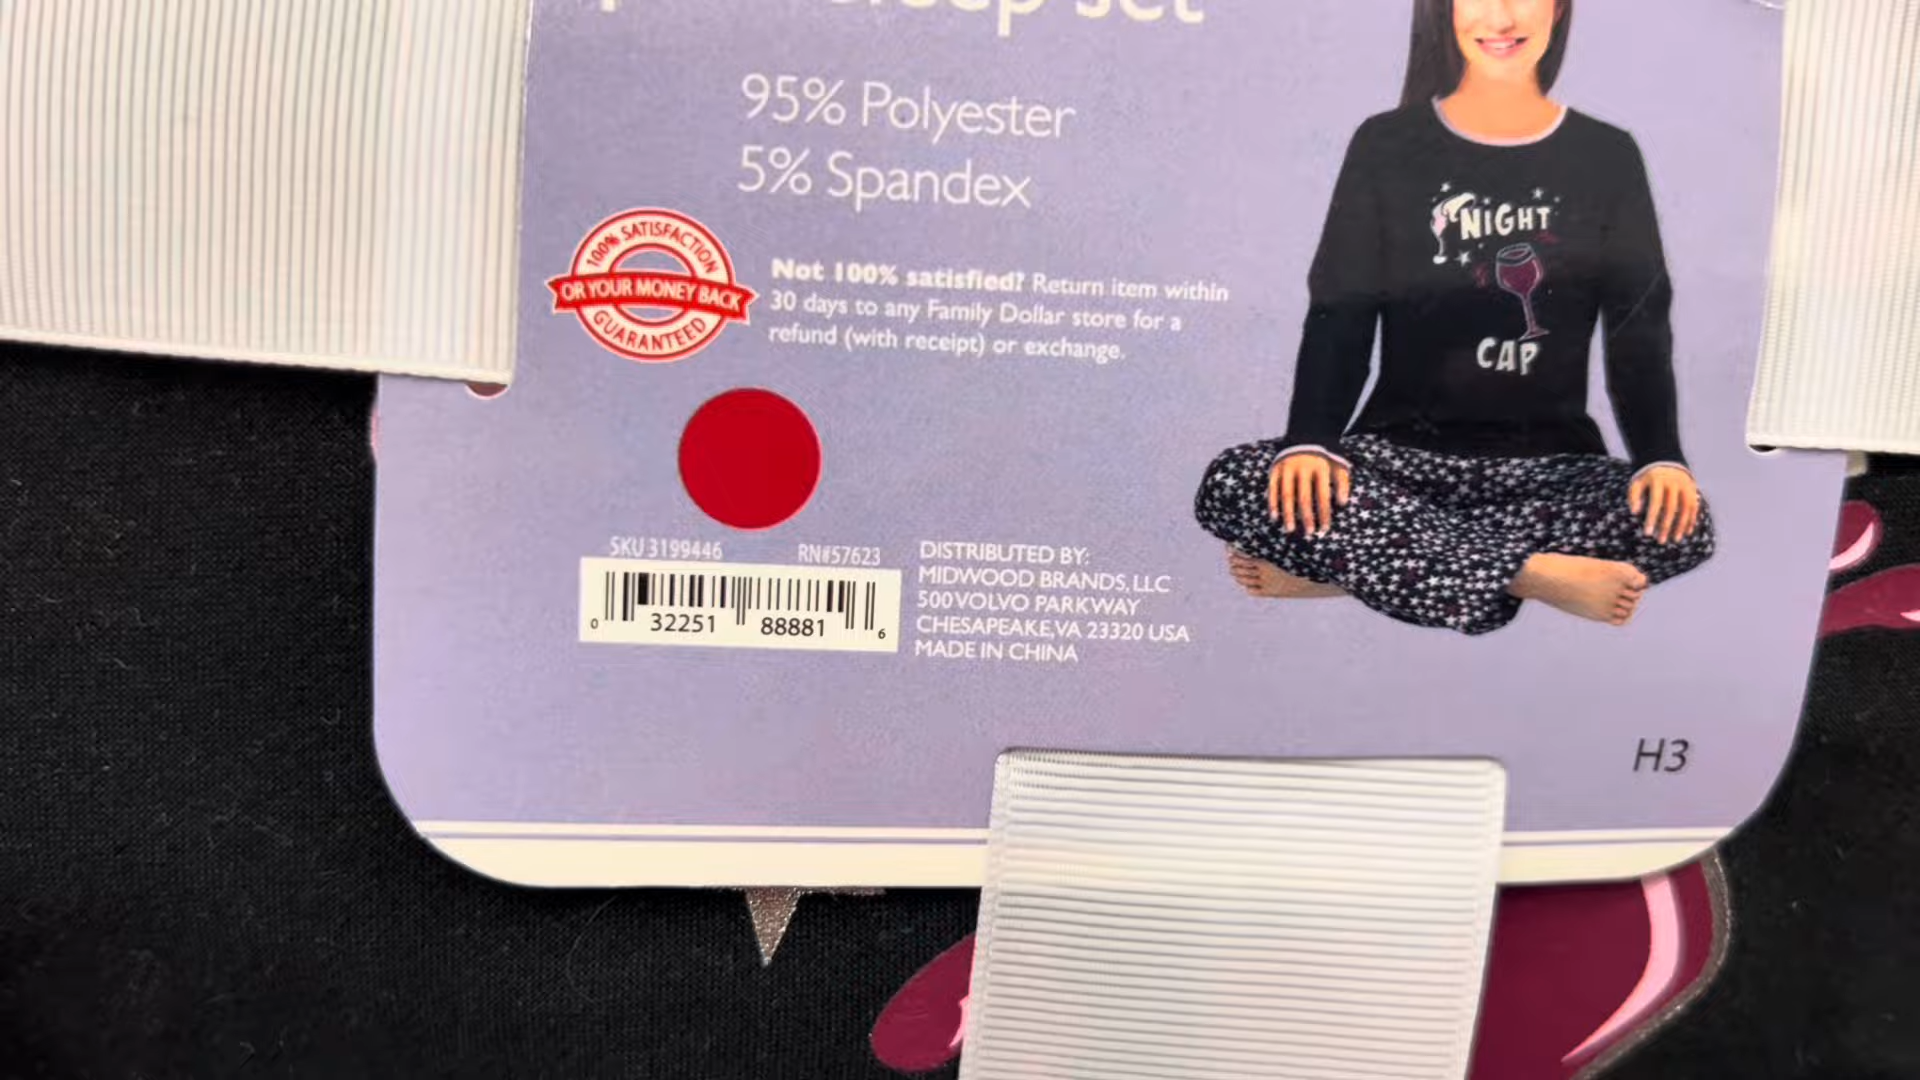 sleep set
95% Polyester
5% Spandex
100% SATISFACTION
OR YOUR MONEY BACK
GUARANTEED
Not 100% satisfied? Return item within
30 days to any Family Dollar store for a
refund (with receipt) or exchange.
NIGHT
CAP
SKU 3199446 RN#57623
0 32251 88881 6
DISTRIBUTED BY:
MIDWOOD BRANDS, LLC
500 VOLVO PARKWAY
CHESAPEAKE, VA 23320 USA
MADE IN CHINA
H3